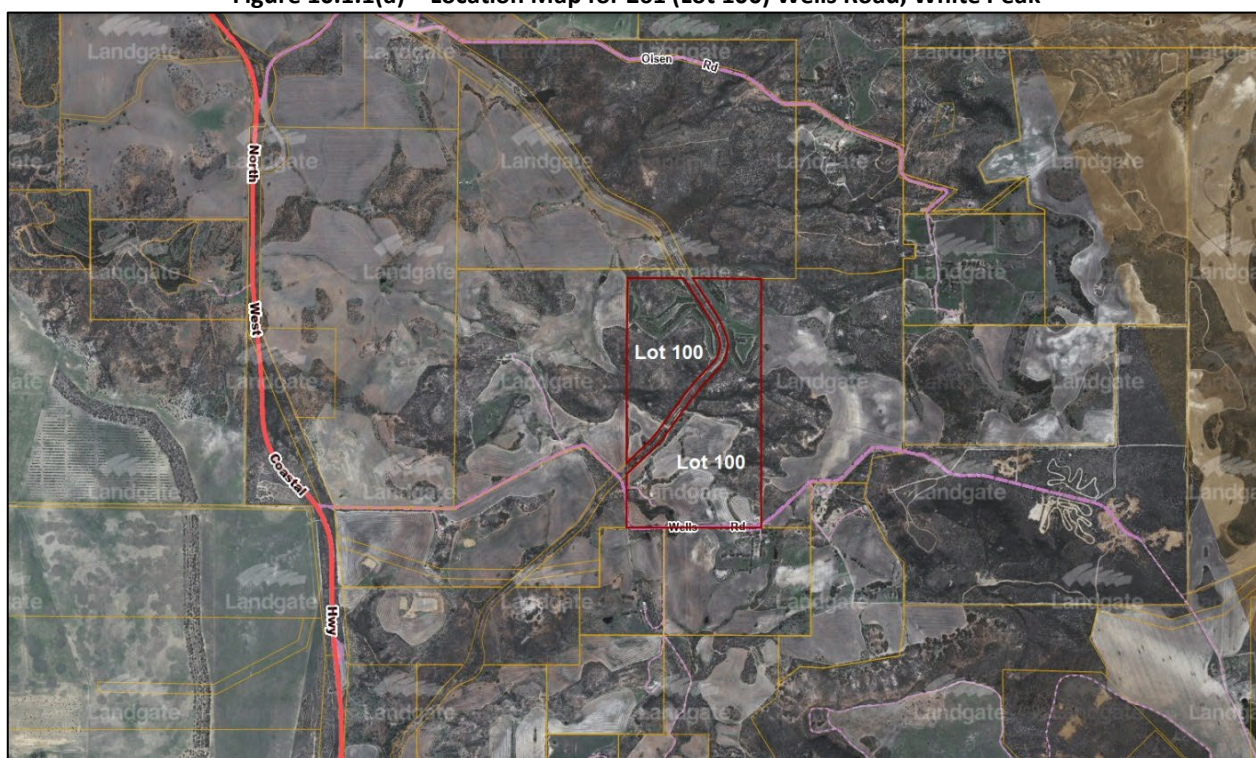 Location Map for (Lot 100) Wells Road, White Peak
Olsen Rd
North
West
Coastal
Hwy
Lot 100
Lot 100
Wells Rd
Landgate